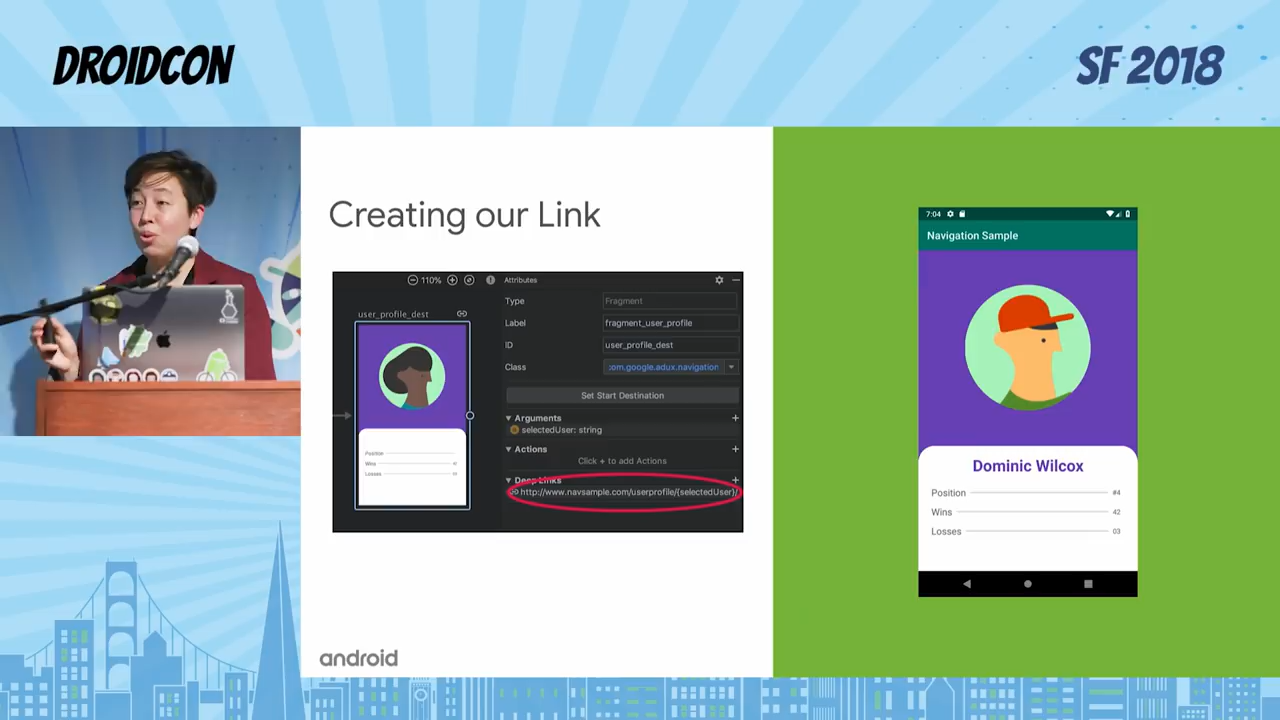 DROIDCON
SF 2018
Creating our Link
110%
Attributes
user_profile_dest
Type
Fragment
Label
fragment_user_profile
ID
user_profile_dest
Class
:om.google.adux.navigation
Set Start Destination
Arguments
selectedUser: string
Actions
Click + to add Actions
Deep Links
http://www.navsample.com/userprofile/{selectedUser}/
Position
Wins
Losses
android
7:04
Navigation Sample
Dominic Wilcox
Position #4
Wins 42
Losses 03